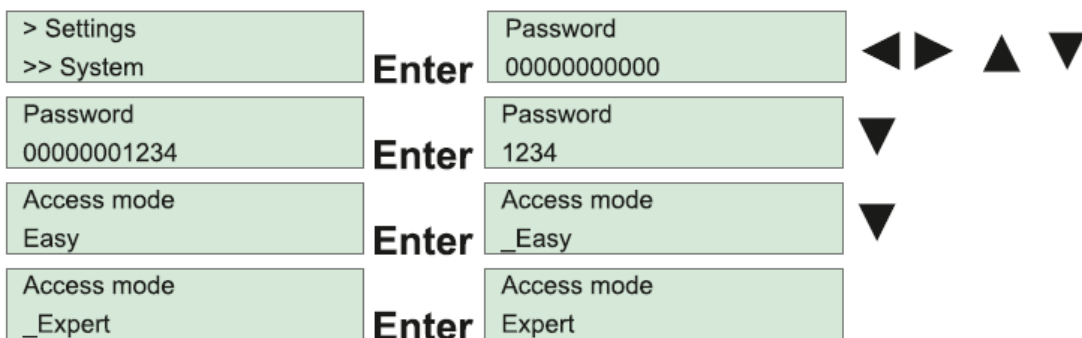 > Settings
>> System
Enter
Password
00000000000
Password
00000001234
Enter
Password
1234
Access mode
Easy
Enter
Access mode
_Easy
Access mode
_Expert
Enter
Access mode
Expert